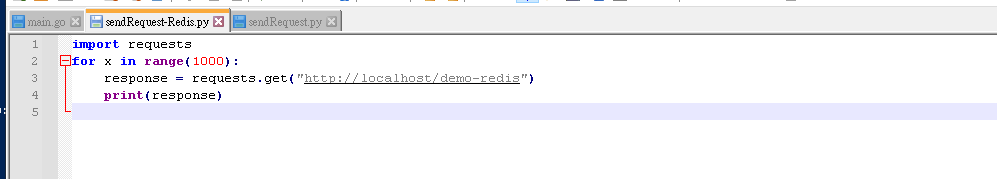 main.go sendRequest-Redis.py sendRequest.py
1 import requests
2 for x in range(1000):
3 response = requests.get("http://localhost/demo-redis")
4 print(response)
5